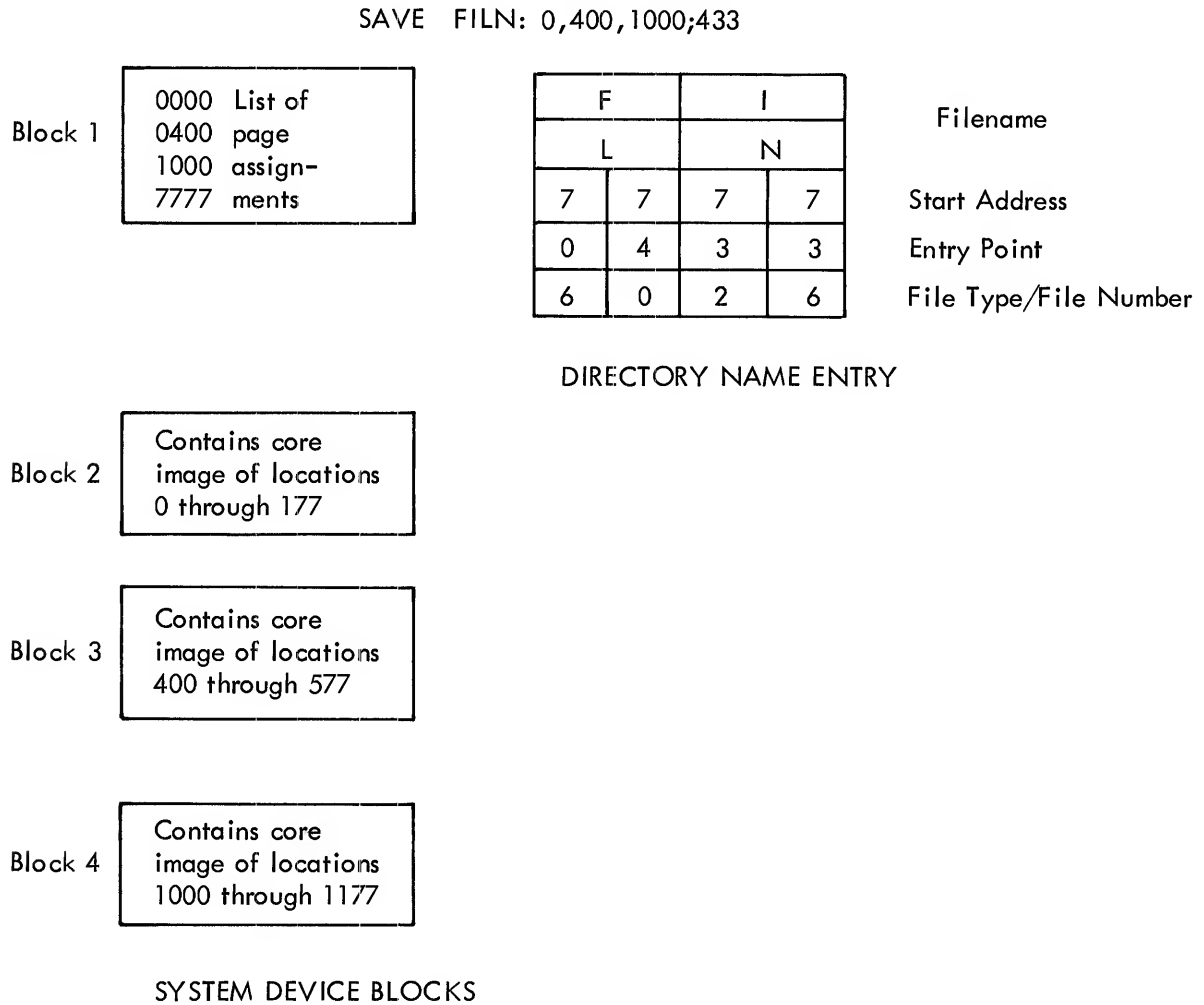 SAVE FILN: 0,400,1000;433
Block 1
0000 List of
0400 page
1000 assign-
7777 ments
F I
L N
7 7 7 7
0 4 3 3
6 0 2 6
Filename
Start Address
Entry Point
File Type/File Number
DIRECTORY NAME ENTRY
Block 2
Contains core
image of locations
0 through 177
Block 3
Contains core
image of locations
400 through 577
Block 4
Contains core
image of locations
1000 through 1177
SYSTEM DEVICE BLOCKS